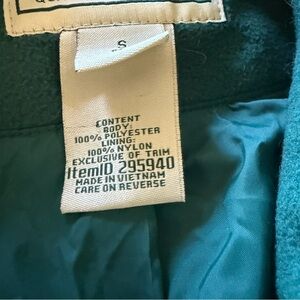 S
CONTENT
BODY:
100% POLYESTER
LINING:
100% NYLON
EXCLUSIVE OF TRIM
ItemID 295940
MADE IN VIETNAM
CARE ON REVERSE